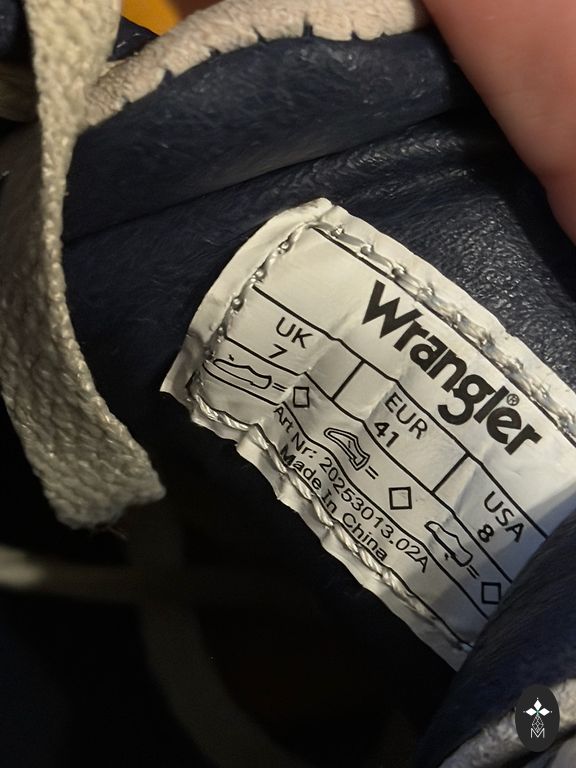 Wrangler®
UK EUR USA
7 41 8
= ◇ = ◇ = ◇
Art Nr: 20253013.02A
Made In China
M